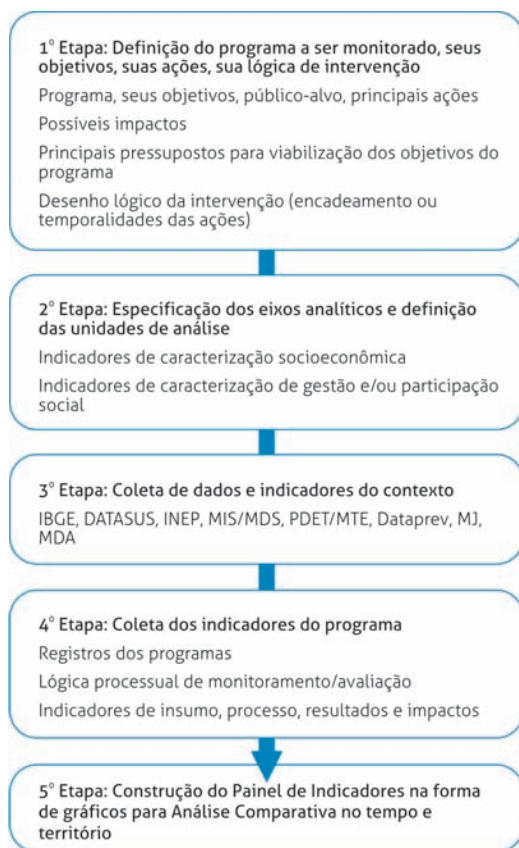 1° Etapa: Definição do programa a ser monitorado, seus
objetivos, suas ações, sua lógica de intervenção
Programa, seus objetivos, público-alvo, principais ações
Possíveis impactos
Principais pressupostos para viabilização dos objetivos do
programa
Desenho lógico da intervenção (encadeamento ou
temporalidades das ações)
2° Etapa: Especificação dos eixos analíticos e definição
das unidades de análise
Indicadores de caracterização socioeconômica
Indicadores de caracterização de gestão e/ou participação
social
3° Etapa: Coleta de dados e indicadores do contexto
IBGE, DATASUS, INEP, MIS/MDS, PDET/MTE, Dataprev, MJ,
MDA
4° Etapa: Coleta dos indicadores do programa
Registros dos programas
Lógica processual de monitoramento/avaliação
Indicadores de insumo, processo, resultados e impactos
5° Etapa: Construção do Painel de Indicadores na forma
de gráficos para Análise Comparativa no tempo e
território